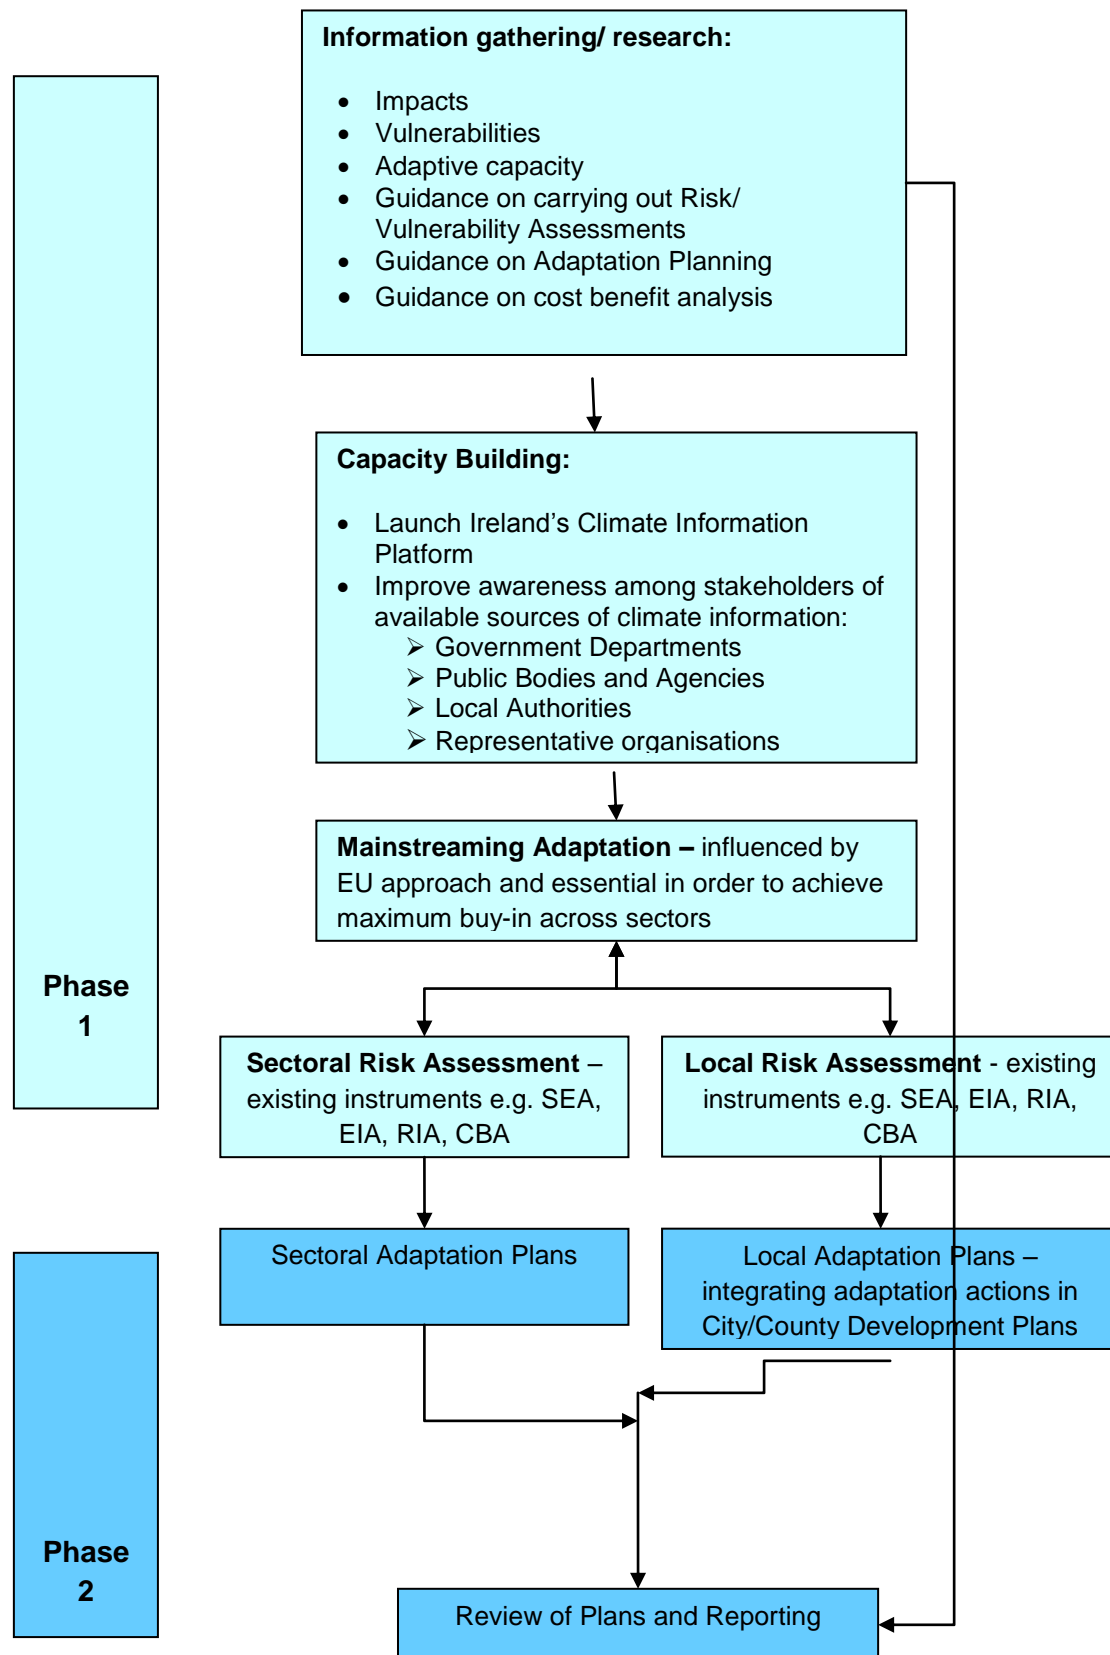 Information gathering/ research:
• Impacts
• Vulnerabilities
• Adaptive capacity
• Guidance on carrying out Risk/
Vulnerability Assessments
• Guidance on Adaptation Planning
• Guidance on cost benefit analysis
Capacity Building:
• Launch Ireland’s Climate Information
Platform
• Improve awareness among stakeholders of
available sources of climate information:
➢ Government Departments
➢ Public Bodies and Agencies
➢ Local Authorities
➢ Representative organisations
Mainstreaming Adaptation – influenced by
EU approach and essential in order to achieve
maximum buy-in across sectors
Phase
1
Sectoral Risk Assessment –
existing instruments e.g. SEA,
EIA, RIA, CBA
Local Risk Assessment - existing
instruments e.g. SEA, EIA, RIA,
CBA
Sectoral Adaptation Plans
Local Adaptation Plans –
integrating adaptation actions in
City/County Development Plans
Phase
2
Review of Plans and Reporting